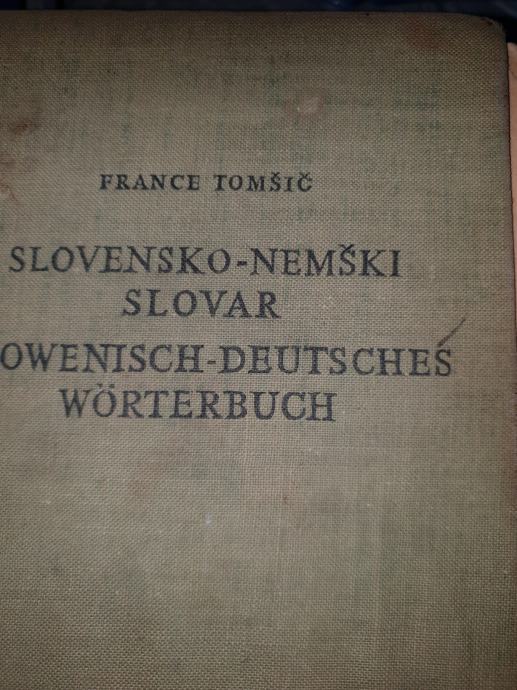 FRANCE TOMŠIČ
SLOVENSKO-NEMŠKI
SLOVAR
OWENISCH-DEUTSCHES
WÖRTERBUCH